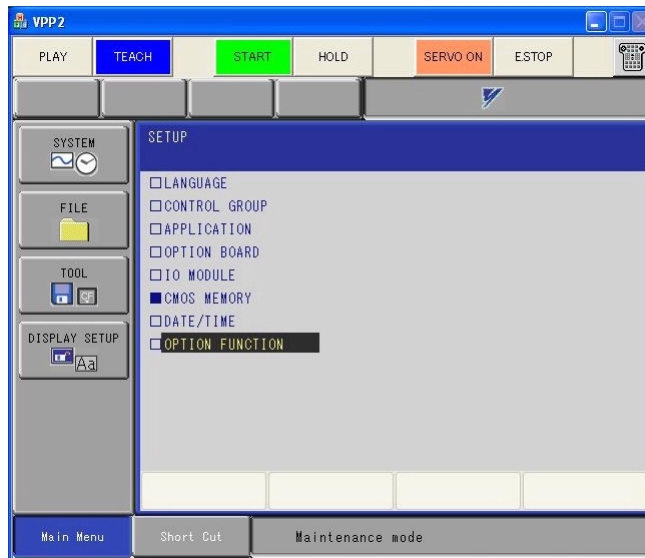 VPP2
PLAY TEACH START HOLD SERVO ON E.STOP
SYSTEM
FILE
TOOL
CF
DISPLAY SETUP
Aa
SETUP
LANGUAGE
CONTROL GROUP
APPLICATION
OPTION BOARD
IO MODULE
CMOS MEMORY
DATE/TIME
OPTION FUNCTION
Main Menu Short Cut Maintenance mode